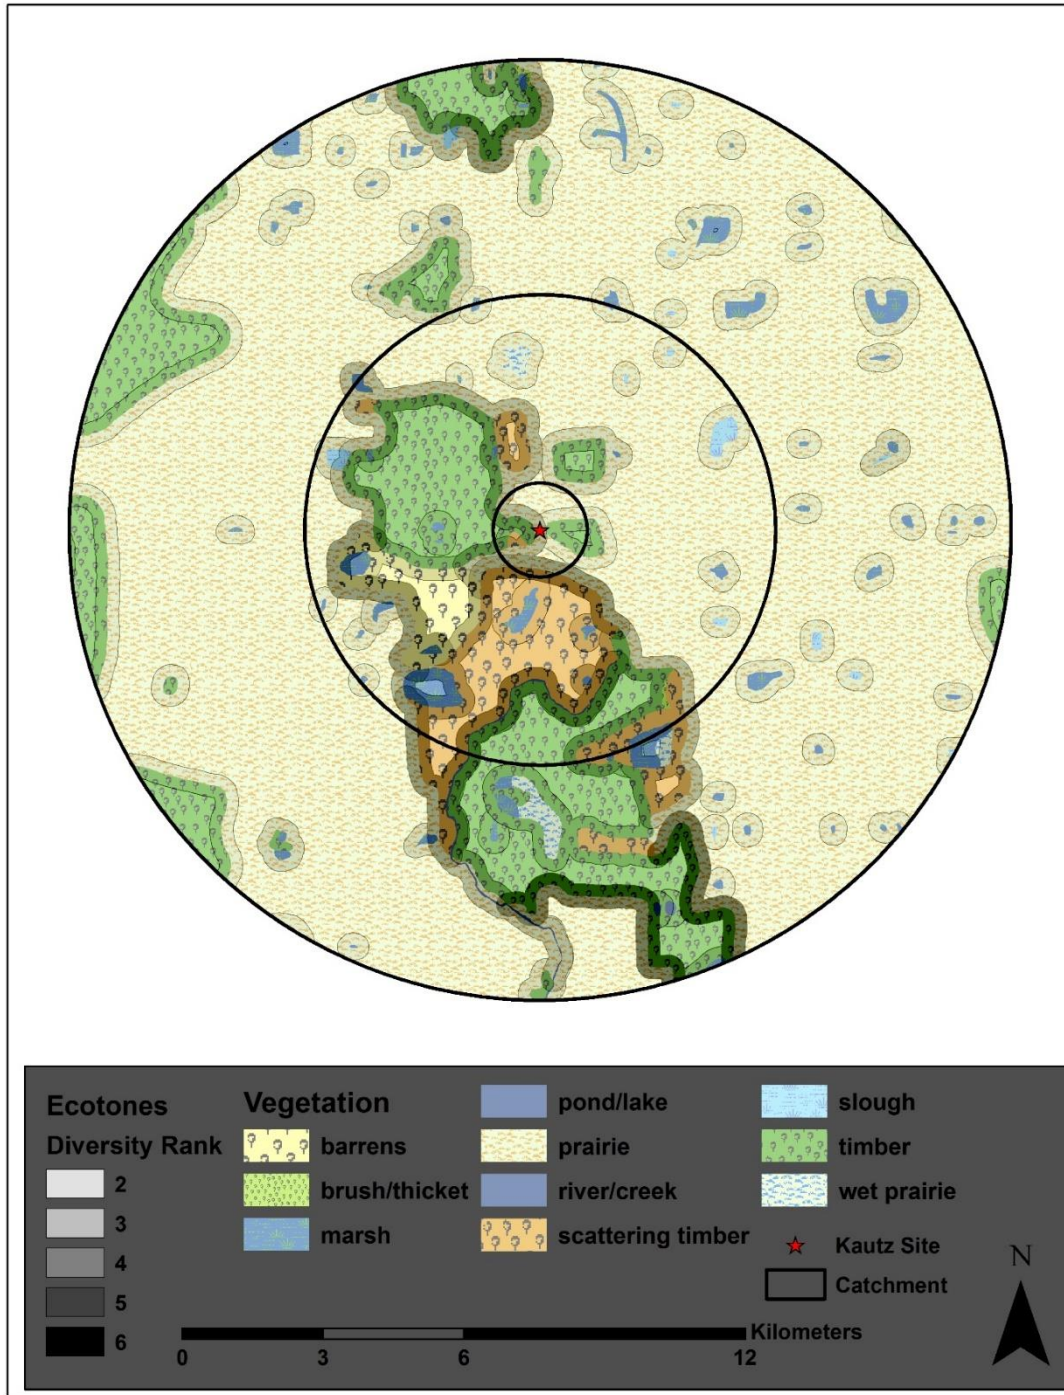 Ecotones
Diversity Rank
2
3
4
5
6
Vegetation
barrens
brush/thicket
marsh
pond/lake
prairie
river/creek
scattering timber
slough
timber
wet prairie
Kautz Site
Catchment
Kilometers
0 3 6 12
N